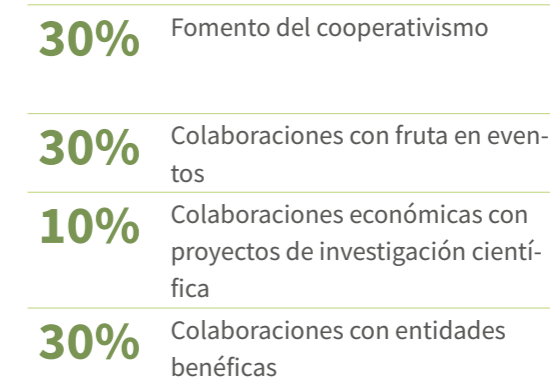 30% Fomento del cooperativismo
30% Colaboraciones con fruta en even-
tos
10% Colaboraciones económicas con
proyectos de investigación cientí-
fica
30% Colaboraciones con entidades
benéficas